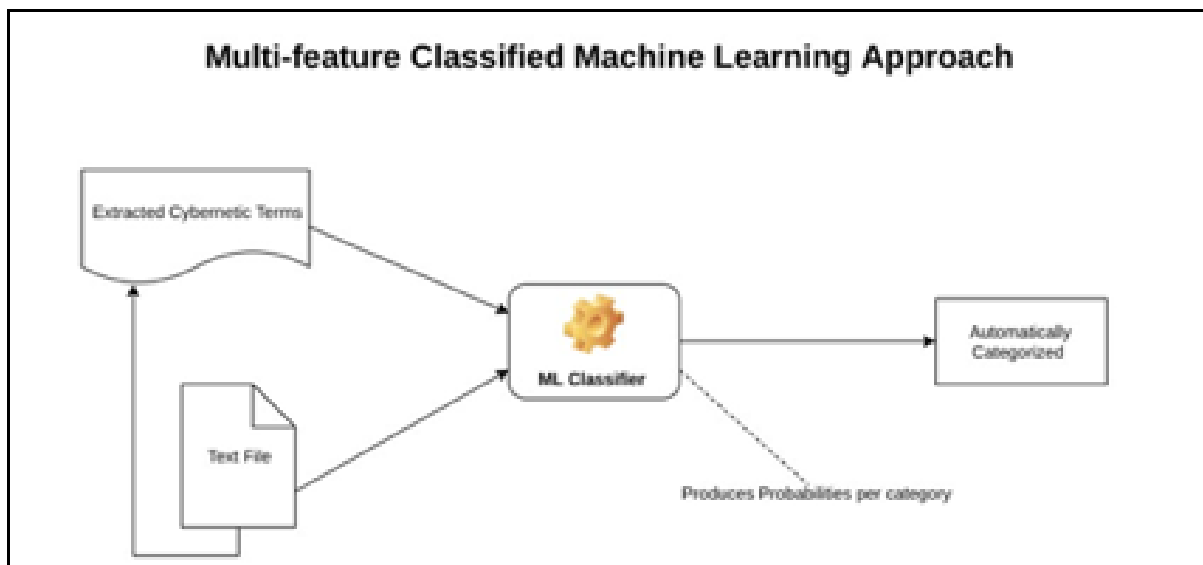 Multi-feature Classified Machine Learning Approach
Extracted Cybernetic Terms
ML Classifier
Automatically
Categorized
Text File
Produces Probabilities per category